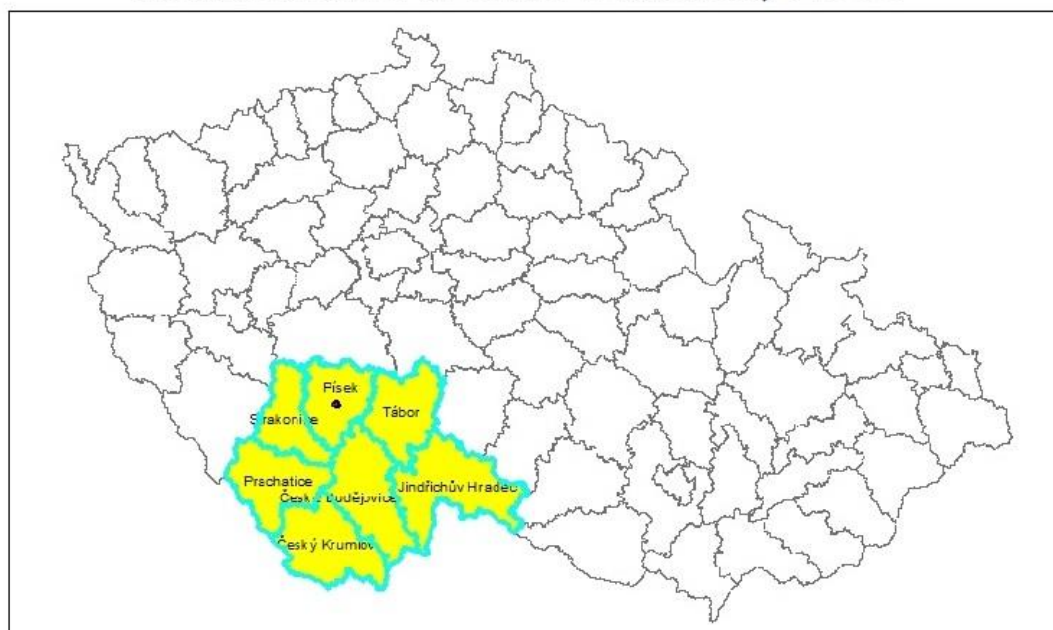 Písek
Strakonice
Tábor
Prachatice
České Budějovice
Jindřichův Hradec
Český Krumlov